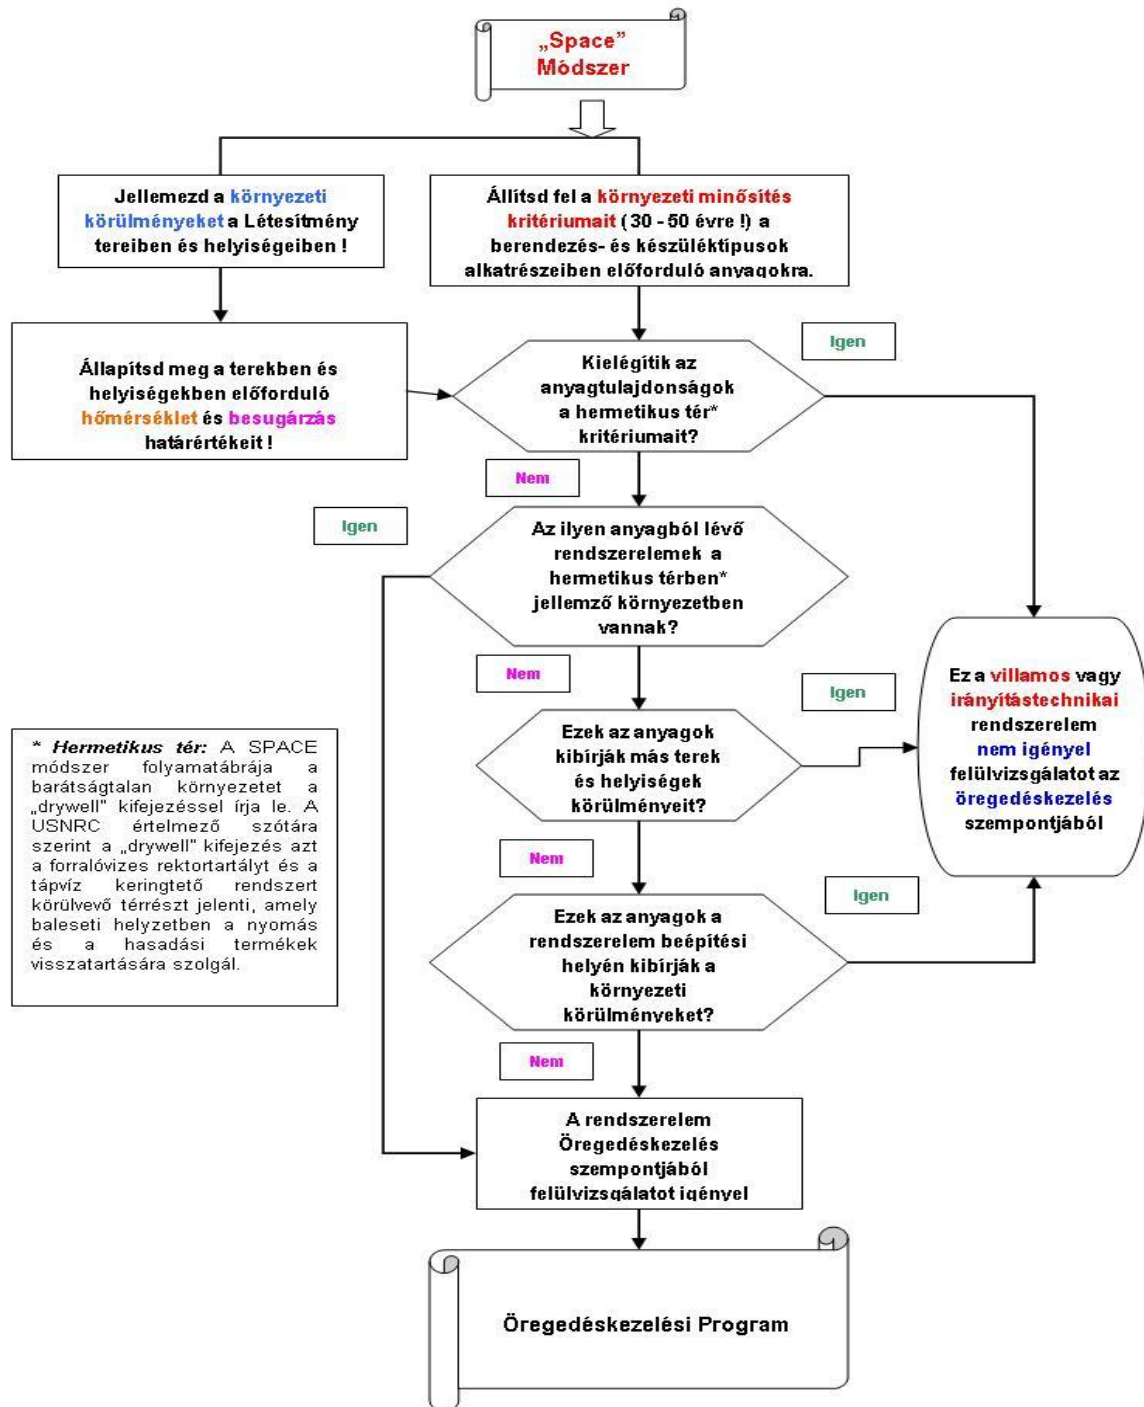 „Space”
Módszer
Jellemezd a környezeti
körülményeket a Létesítmény
tereiben és helyiségeiben !
Állítsd fel a környezeti minősítés
kritériumait ( 30 - 50 évre !) a
berendezés- és készüléktípusok
alkatrészeiben előforduló anyagokra.
Állapítsd meg a terekben és
helyiségekben előforduló
hőmérséklet és besugárzás
határértékeit !
Igen
Kielégítik az
anyagtulajdonságok
a hermetikus tér*
kritériumait?
Nem
Igen
Az ilyen anyagból lévő
rendszerelemek a
hermetikus térben*
jellemző környezetben
vannak?
Nem
Igen
Ez a villamos vagy
irányítástechnikai
rendszerelem
nem igényel
felülvizsgálatot az
öregedéskezelés
szempontjából
Ezek az anyagok
kibírják más terek
és helyiségek
körülményeit?
* Hermetikus tér: A SPACE
módszer folyamatábrája a
barátságtalan környezetet a
„drywell” kifejezéssel írja le. A
USNRC értelmező szótára
szerint a „drywell” kifejezés azt
a forralóvizes rektortartályt és a
tápvíz keringtető rendszert
körülvevő térrészt jelenti, amely
baleseti helyzetben a nyomás
és a hasadási termékek
visszatartására szolgál.
Nem
Igen
Ezek az anyagok a
rendszerelem beépítési
helyén kibírják a
környezeti
körülményeket?
Nem
A rendszerelem
Öregedéskezelés
szempontjából
felülvizsgálatot igényel
Öregedéskezelési Program